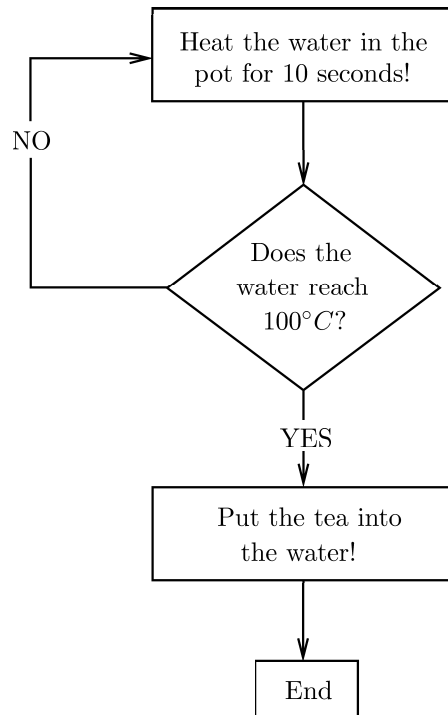 Heat the water in the
pot for 10 seconds!
NO
Does the
water reach
100°C?
YES
Put the tea into
the water!
End